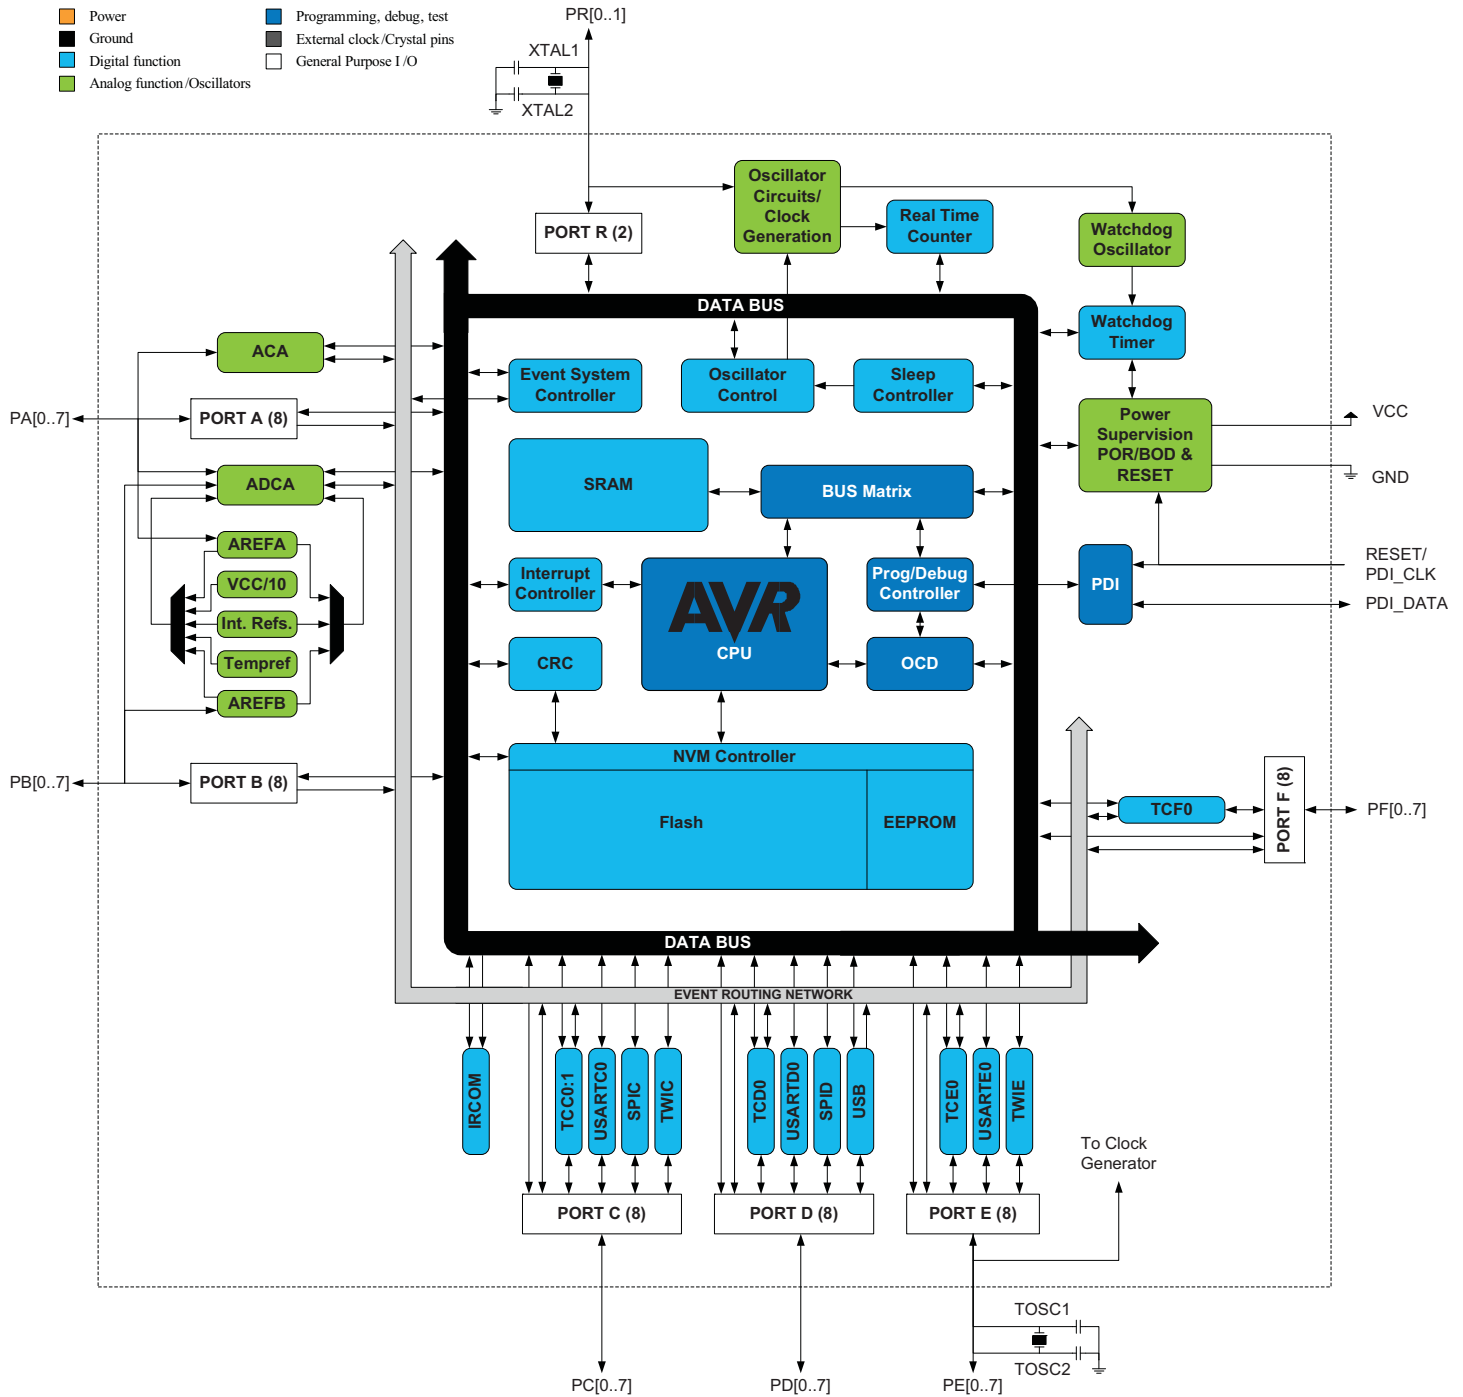 Power
Ground
Digital function
Analog function/Oscillators
Programming, debug, test
External clock/Crystal pins
General Purpose I/O
PR[0..1]
XTAL1
XTAL2
Oscillator
Circuits/
Clock
Generation
Real Time
Counter
Watchdog
Oscillator
PORT R (2)
DATA BUS
Watchdog
Timer
ACA
Event System
Controller
Oscillator
Control
Sleep
Controller
PA[0..7]
PORT A (8)
Power
Supervision
POR/BOD &
RESET
VCC
GND
ADCA
SRAM
BUS Matrix
AREFA
VCC/10
Int. Refs.
Tempref
AREFB
Interrupt
Controller
AVR
CPU
Prog/Debug
Controller
PDI
RESET/
PDI_CLK
PDI_DATA
CRC
OCD
NVM Controller
Flash
EEPROM
PB[0..7]
PORT B (8)
TCF0
PORT F (8)
PF[0..7]
DATA BUS
EVENT ROUTING NETWORK
IRCOM
TCC0:1
USARTC0
SPIC
TWIC
TCD0
USARTD0
SPID
USB
TCE0
USARTE0
TWIE
To Clock
Generator
PORT C (8)
PORT D (8)
PORT E (8)
TOSC1
TOSC2
PC[0..7]
PD[0..7]
PE[0..7]